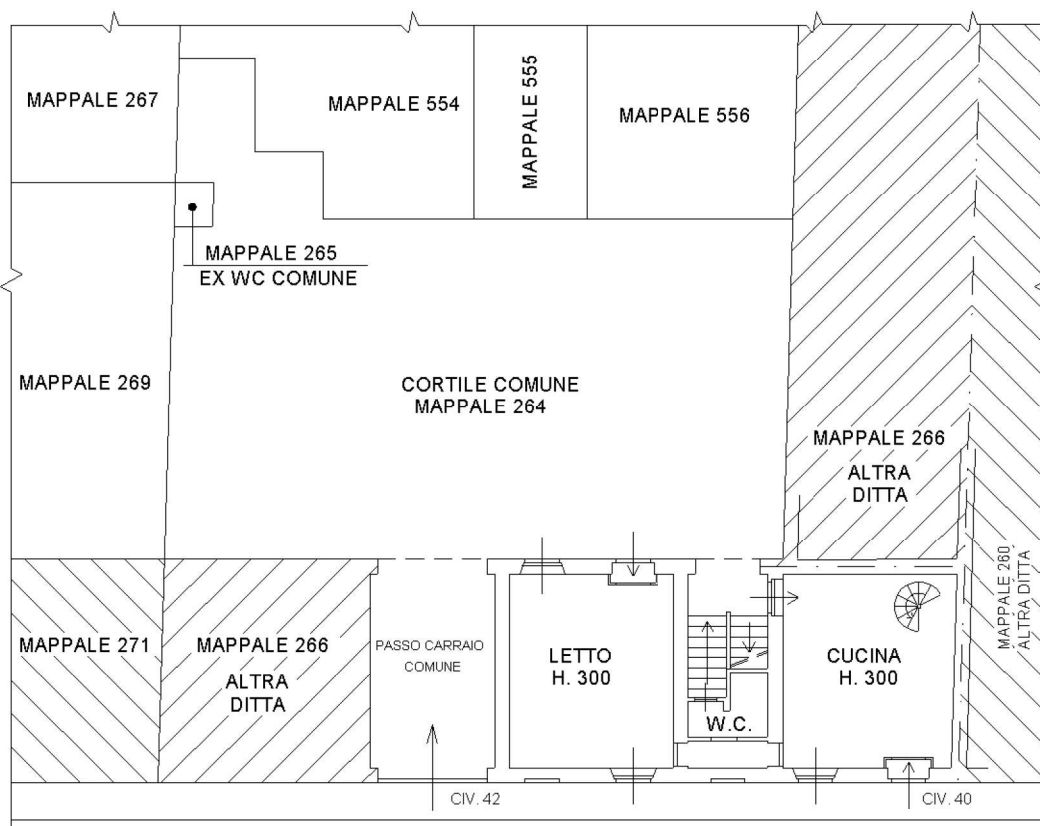 MAPPALE 267
MAPPALE 554
MAPPALE 555
MAPPALE 556
MAPPALE 265
EX WC COMUNE
MAPPALE 269
CORTILE COMUNE
MAPPALE 264
MAPPALE 266
ALTRA
DITTA
MAPPALE 260
ALTRA DITTA
MAPPALE 271
MAPPALE 266
ALTRA
DITTA
PASSO CARRAIO
COMUNE
LETTO
H. 300
W.C.
CUCINA
H. 300
CIV. 42
CIV. 40